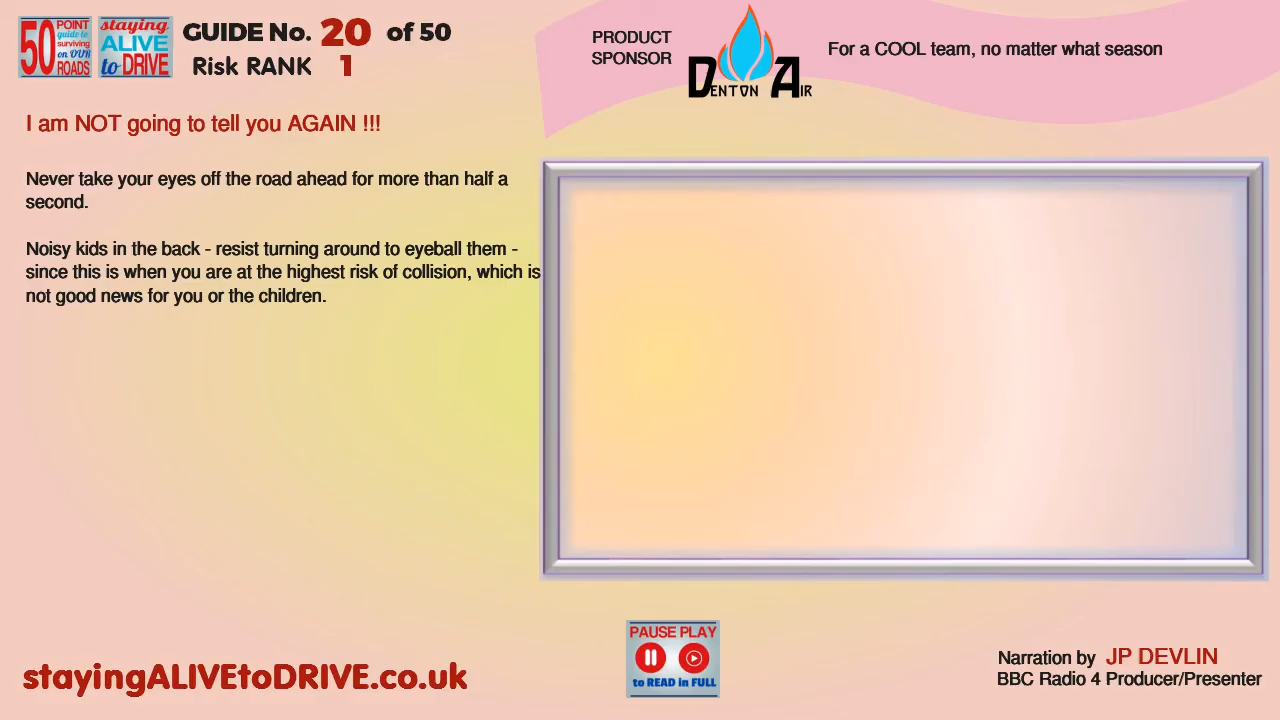 50 POINT guide to surviving on OUR ROADS
staying ALIVE to DRIVE
GUIDE No. 20 of 50
Risk RANK 1
PRODUCT
SPONSOR
DENTON AIR
For a COOL team, no matter what season
I am NOT going to tell you AGAIN !!!
Never take your eyes off the road ahead for more than half a
second.
Noisy kids in the back - resist turning around to eyeball them -
since this is when you are at the highest risk of collision, which is
not good news for you or the children.
PAUSE PLAY
to READ in FULL
stayingALIVEtoDRIVE.co.uk
Narration by JP DEVLIN
BBC Radio 4 Producer/Presenter